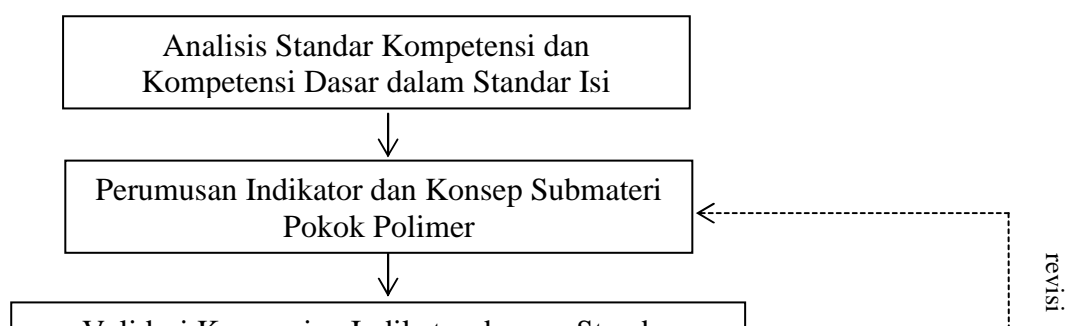 Analisis Standar Kompetensi dan
Kompetensi Dasar dalam Standar Isi
Perumusan Indikator dan Konsep Submateri
Pokok Polimer
revisi